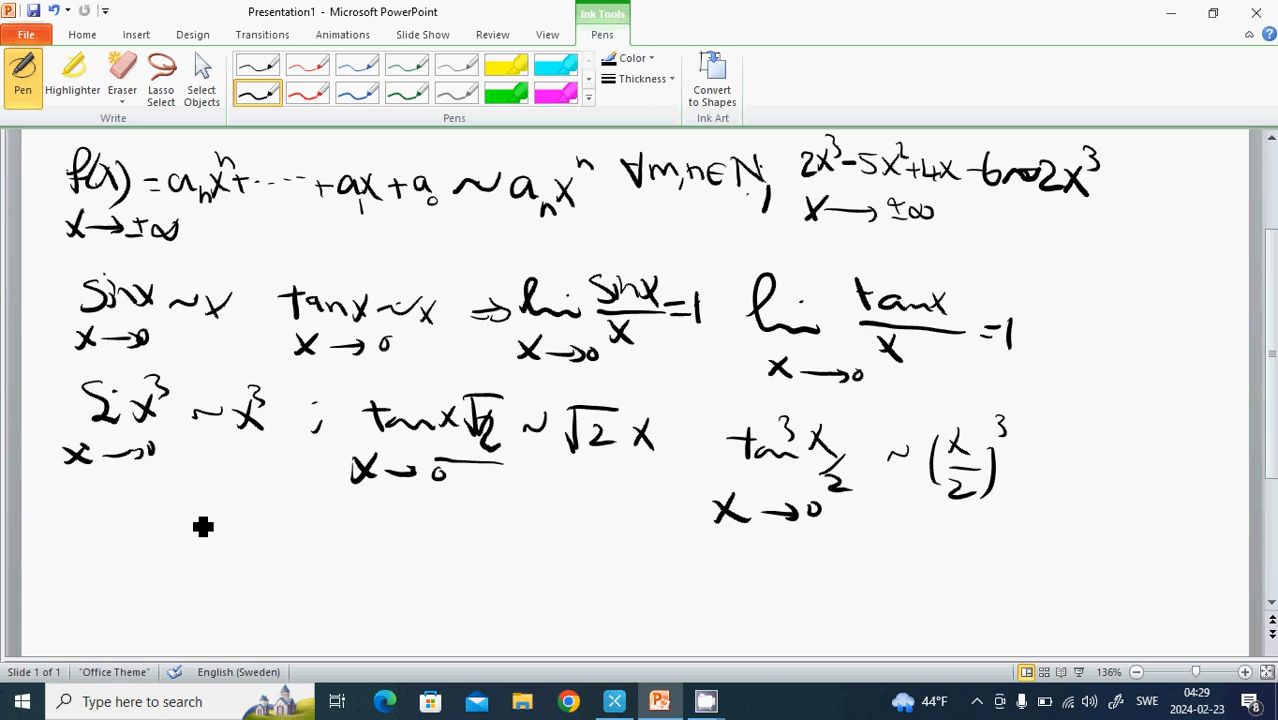 Presentation1 - Microsoft PowerPoint
Ink Tools
File Home Insert Design Transitions Animations Slide Show Review View Pens
Pen Highlighter Eraser Lasso Select Select Objects
Color
Thickness
Convert to Shapes
Write Pens Ink Art
f(x) = aₙxⁿ + ····· + a₁x + a₀ ~ aₙxⁿ ∀m,n∈N, 2x³-5x²+4x-6~2x³
x→±∞ x→±∞
sinx ~ x tanx ~ x ⇒ lim sinx/x = 1 lim tanx/x = 1
x→0 x→0 x→0 x→0
Sinx³ ~ x³ ; tanx√2 ~ √2 x tan³ x/2 ~ (x/2)³
x→0 x→0 x→0
Slide 1 of 1 "Office Theme" English (Sweden) 136%
Type here to search 44°F SWE 04:29 2024-02-23 8